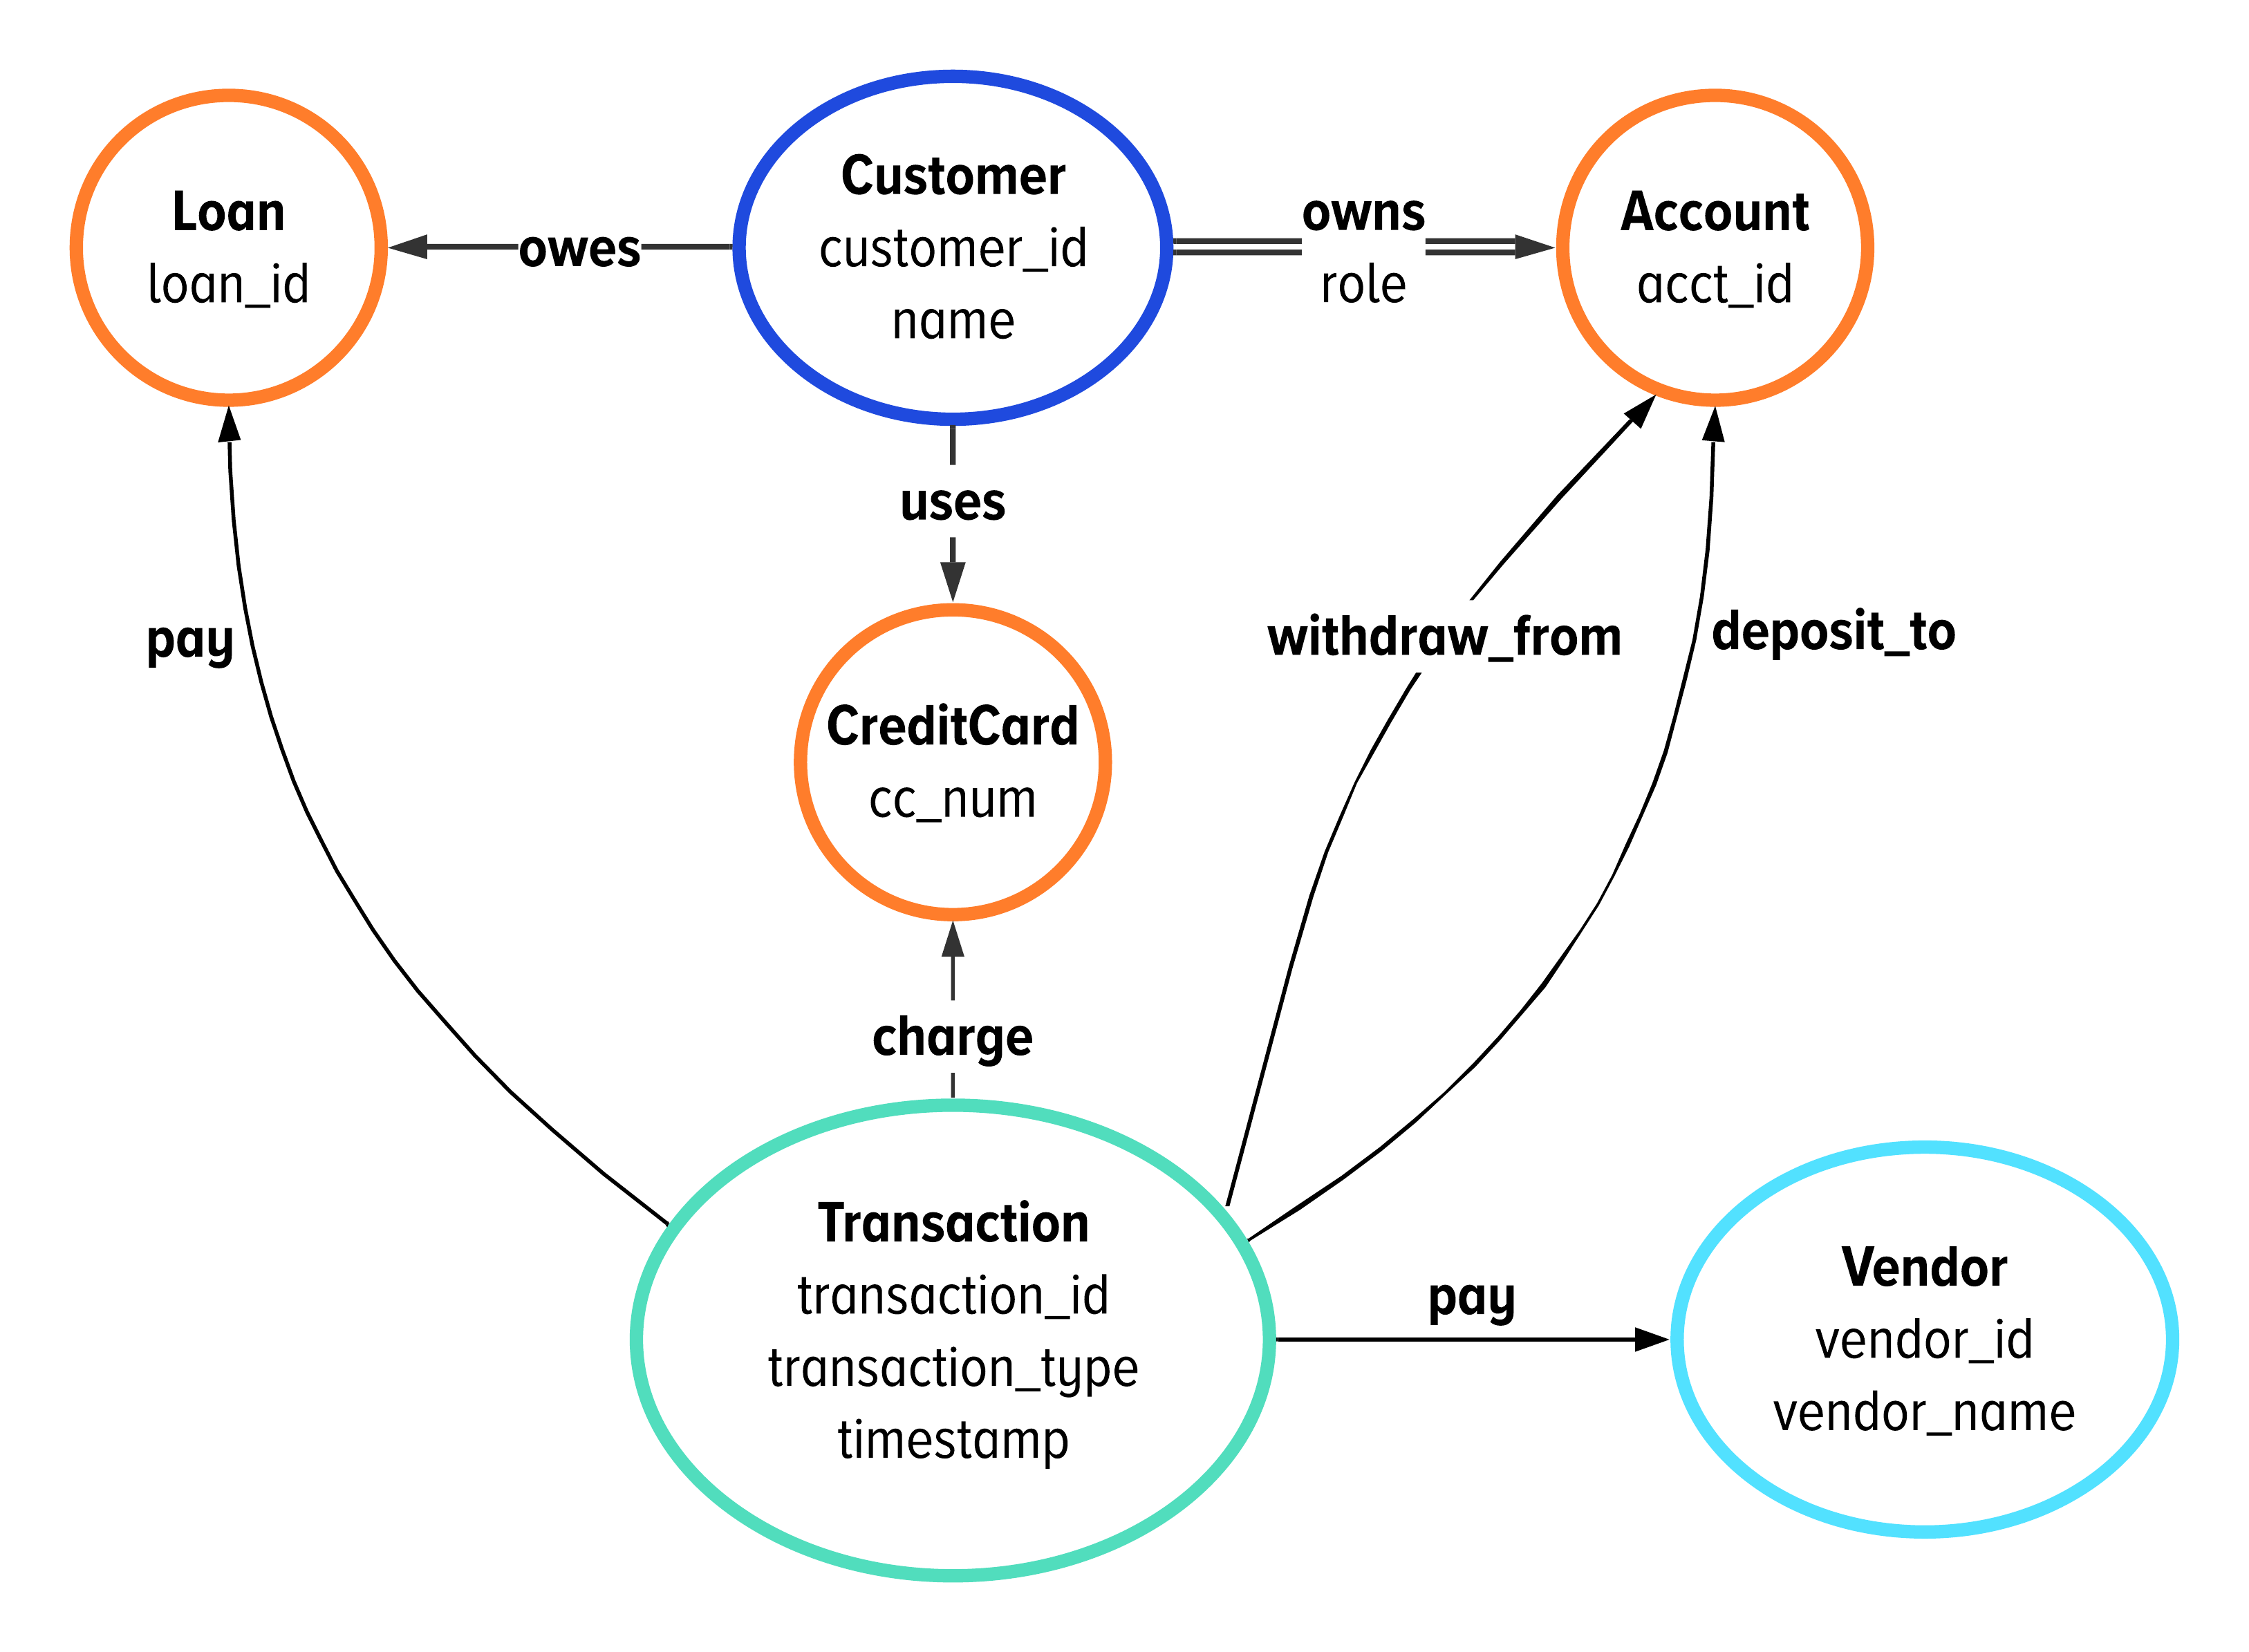 Loan
loan_id
owes
Customer
customer_id
name
owns
role
Account
acct_id
uses
pay
withdraw_from
deposit_to
CreditCard
cc_num
charge
Transaction
transaction_id
transaction_type
timestamp
pay
Vendor
vendor_id
vendor_name